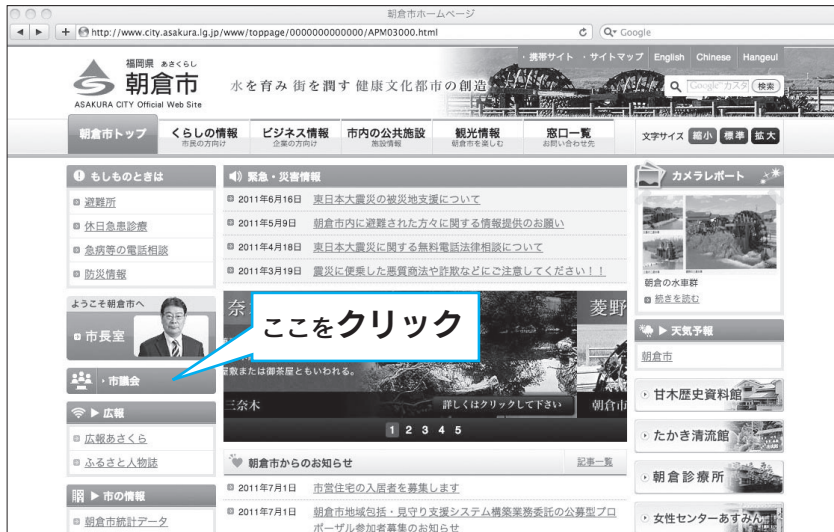 朝倉市ホームページ
http://www.city.asakura.lg.jp/www/toppage/0000000000000/APM03000.html
Google
福岡県 あさくらし
朝倉市
ASAKURA CITY Official Web Site
水を育み 街を潤す 健康文化都市の創造
・携帯サイト ・サイトマップ English Chinese Hangeul
Google カスタ 検索
朝倉市トップ
くらしの情報
市民の方向け
ビジネス情報
企業の方向け
市内の公共施設
施設情報
観光情報
朝倉市を楽しむ
窓口一覧
お問い合わせ先
文字サイズ 縮小 標準 拡大
もしものときは
避難所
休日急患診療
急病等の電話相談
防災情報
ようこそ朝倉市へ
市長室
・市議会
広報
広報あさくら
ふるさと人物誌
市の情報
朝倉市統計データ
緊急・災害情報
2011年6月16日 東日本大震災の被災地支援について
2011年5月9日 朝倉市内に避難された方々に関する情報提供のお願い
2011年4月18日 東日本大震災に関する無料電話法律相談について
2011年3月19日 震災に便乗した悪質商法や詐欺などにご注意してください！！
奈
菱野
ここをクリック
屋敷または御茶屋ともいわれる。
三奈木
詳しくはクリックして下さい
朝倉市
1 2 3 4 5
朝倉市からのお知らせ
記事一覧
2011年7月1日 市営住宅の入居者を募集します
2011年7月1日 朝倉市地域包括・見守り支援システム構築業務委託の公募型プロ
ポーザル参加者募集のお知らせ
カメラレポート
朝倉の水車群
続きを読む
天気予報
朝倉市
甘木歴史資料館
たかき清流館
朝倉診療所
女性センターあすみん